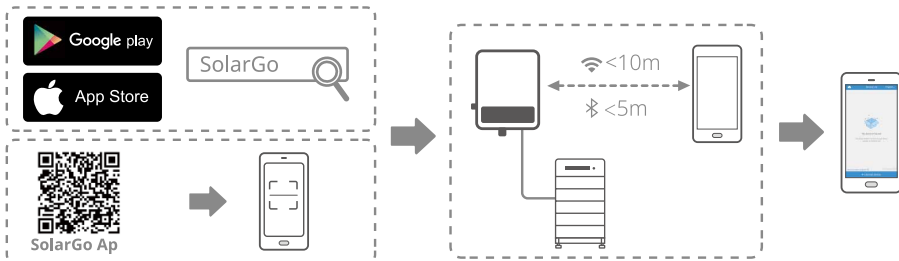 Google play
SolarGo
App Store
SolarGo Ap
<10m
<5m